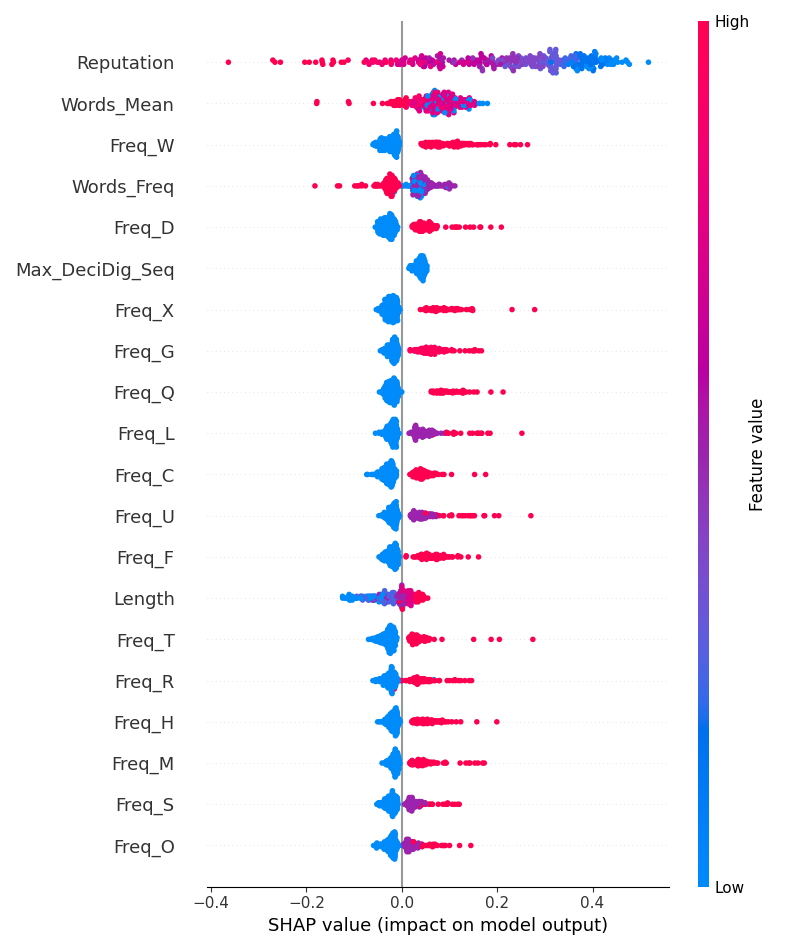 High
Reputation
Words_Mean
Freq_W
Words_Freq
Freq_D
Max_DeciDig_Seq
Freq_X
Freq_G
Freq_Q
Freq_L
Freq_C
Freq_U
Freq_F
Length
Freq_T
Freq_R
Freq_H
Freq_M
Freq_S
Freq_O
Feature value
Low
−0.4 −0.2 0.0 0.2 0.4
SHAP value (impact on model output)